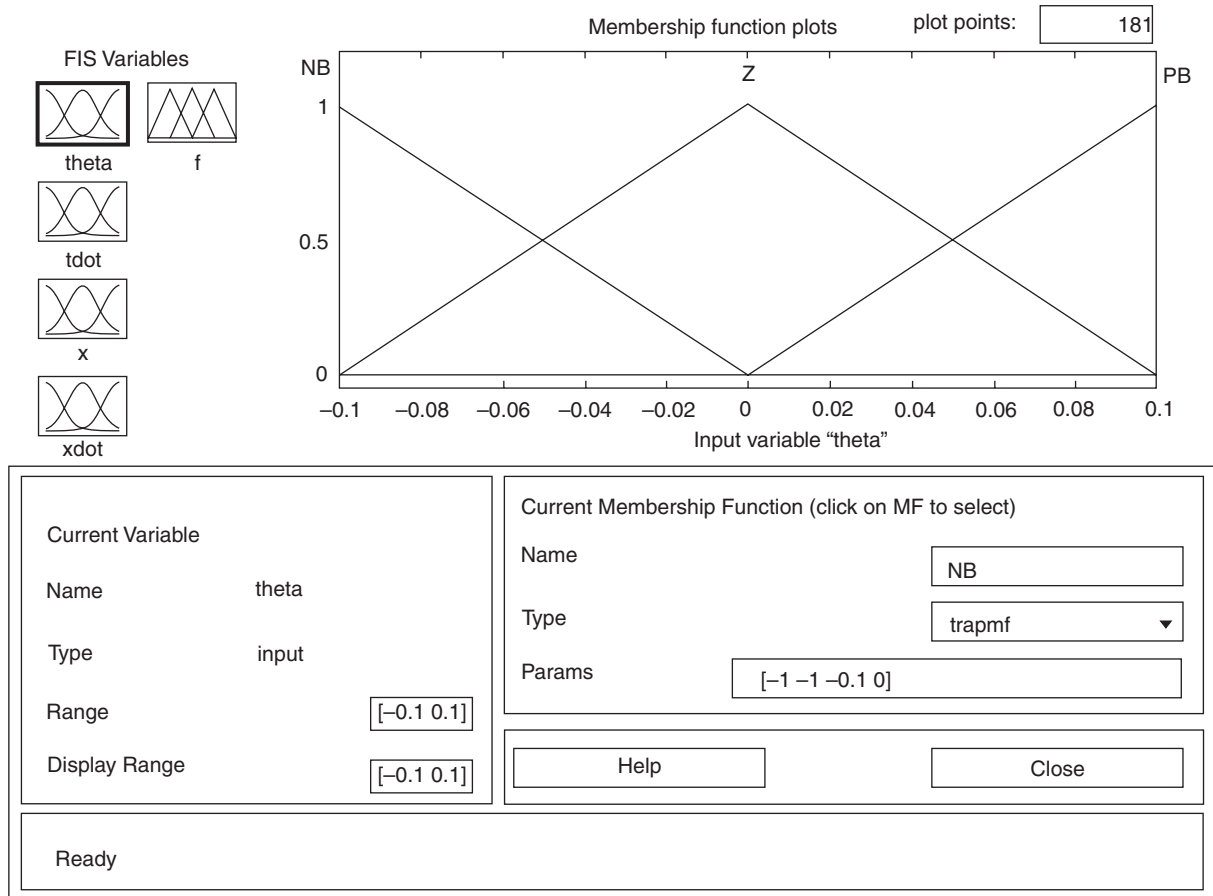 Membership function plots
plot points:
181
FIS Variables
theta
f
tdot
x
xdot
NB
Z
PB
1
0.5
0
–0.1 –0.08 –0.06 –0.04 –0.02 0 0.02 0.04 0.06 0.08 0.1
Input variable “theta”
Current Variable
Name theta
Type input
Range [–0.1 0.1]
Display Range [–0.1 0.1]
Current Membership Function (click on MF to select)
Name NB
Type trapmf
Params [–1 –1 –0.1 0]
Help
Close
Ready